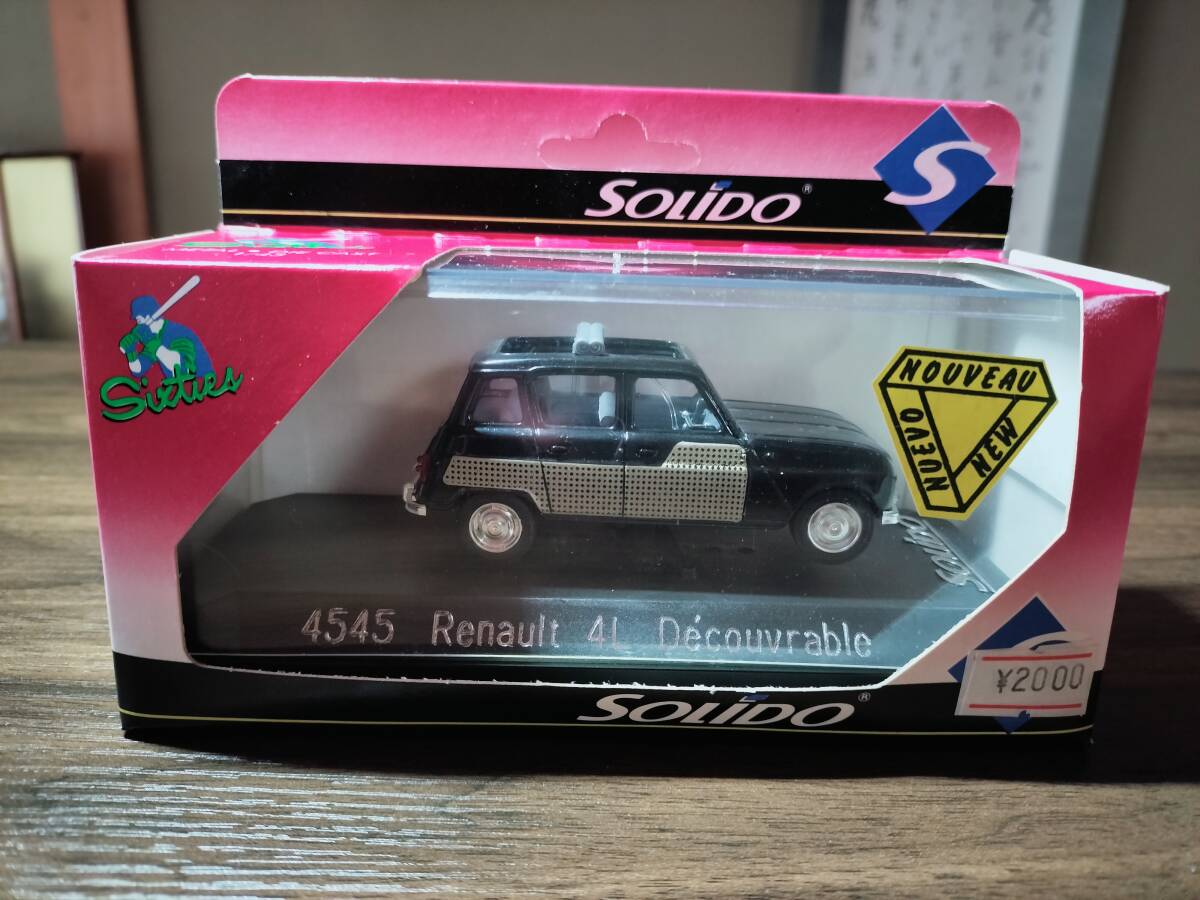 SOLIDO®
S
Sixties
NOUVEAU
NUEVO
NEW
4545 Renault 4L Découvrable
SOLIDO®
¥2000